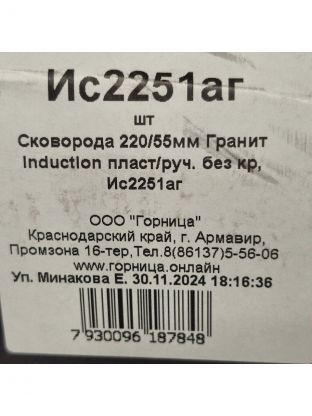 Ис2251аг
шт
Сковорода 220/55мм Гранит
Induction пласт/руч. без кр,
Ис2251аг
ООО "Горница"
Краснодарский край, г. Армавир,
Промзона 16-тер,Тел.8(86137)5-56-06
www.горница.онлайн
Уп. Минакова Е. 30.11.2024 18:16:36
7 930096 187848